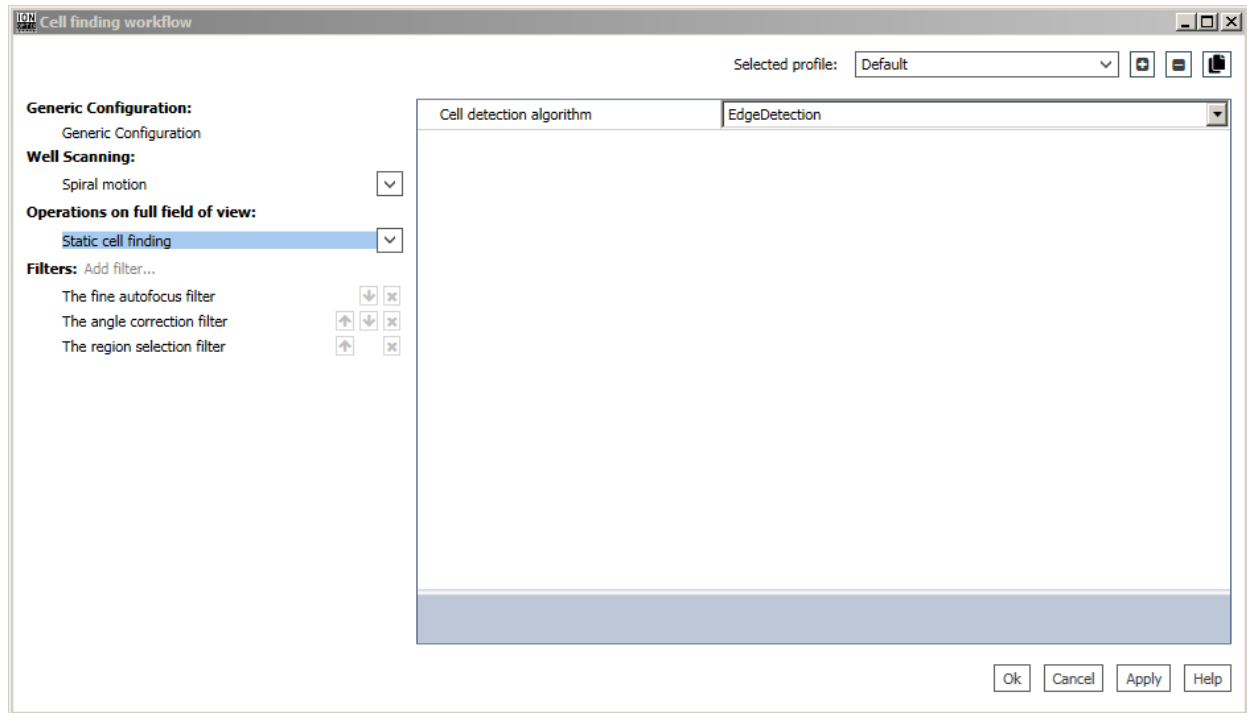 ION
Cell finding workflow
Selected profile: Default
Generic Configuration:
Generic Configuration
Well Scanning:
Spiral motion
Operations on full field of view:
Static cell finding
Filters: Add filter...
The fine autofocus filter
The angle correction filter
The region selection filter
Cell detection algorithm EdgeDetection
Ok Cancel Apply Help